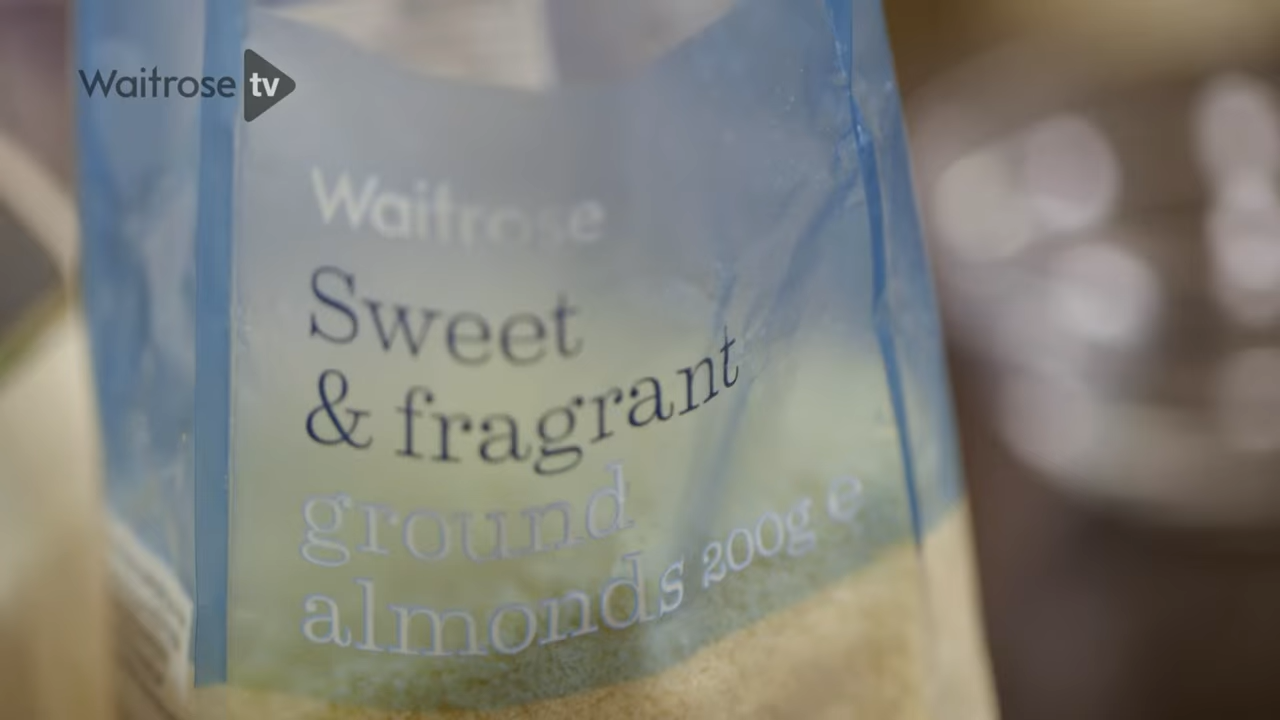 Waitrose tv
Waitrose
Sweet
& fragrant
ground
almonds 200g e